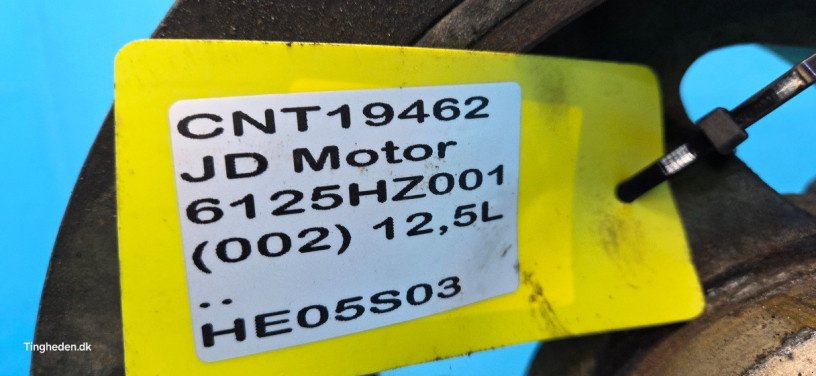 CNT19462
JD Motor
6125HZ001
(002) 12,5L
..
HE05S03
Tingheden.dk